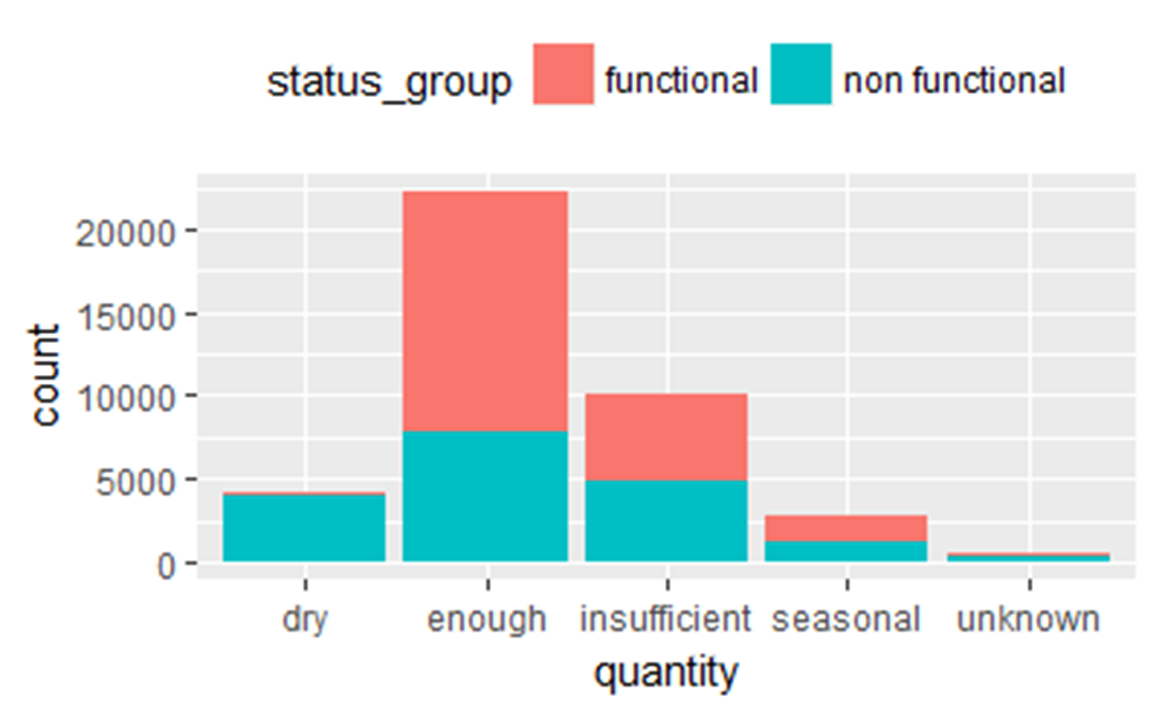 status_group functional non functional
20000
15000
10000
5000
0
count
dry enough insufficient seasonal unknown
quantity